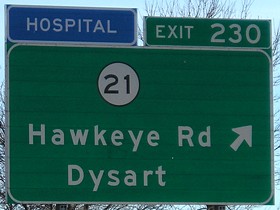 HOSPITAL
EXIT 230
21
Hawkeye Rd
Dysart